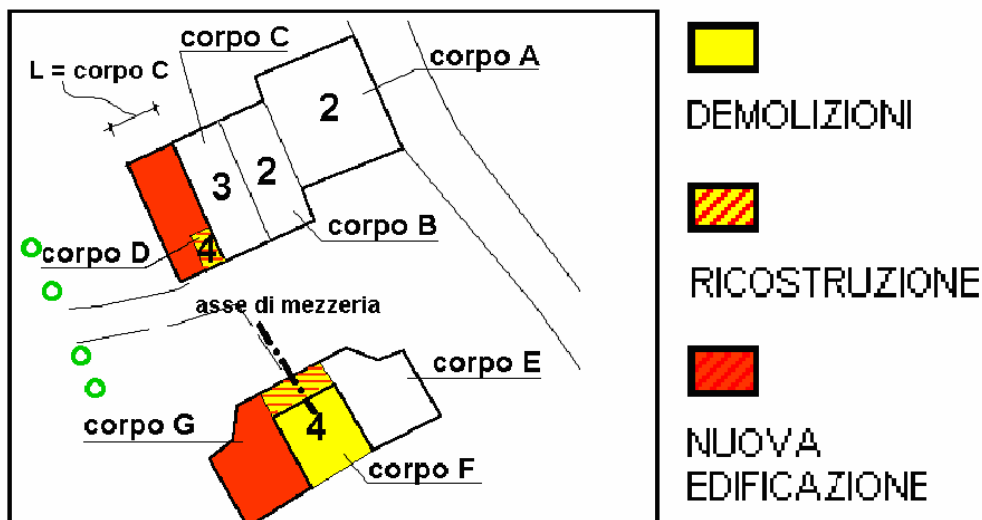 corpo C
corpo A
L = corpo C
2
3
2
corpo B
corpo D
4
asse di mezzeria
corpo E
corpo G
4
corpo F
DEMOLIZIONI
RICOSTRUZIONE
NUOVA
EDIFICAZIONE